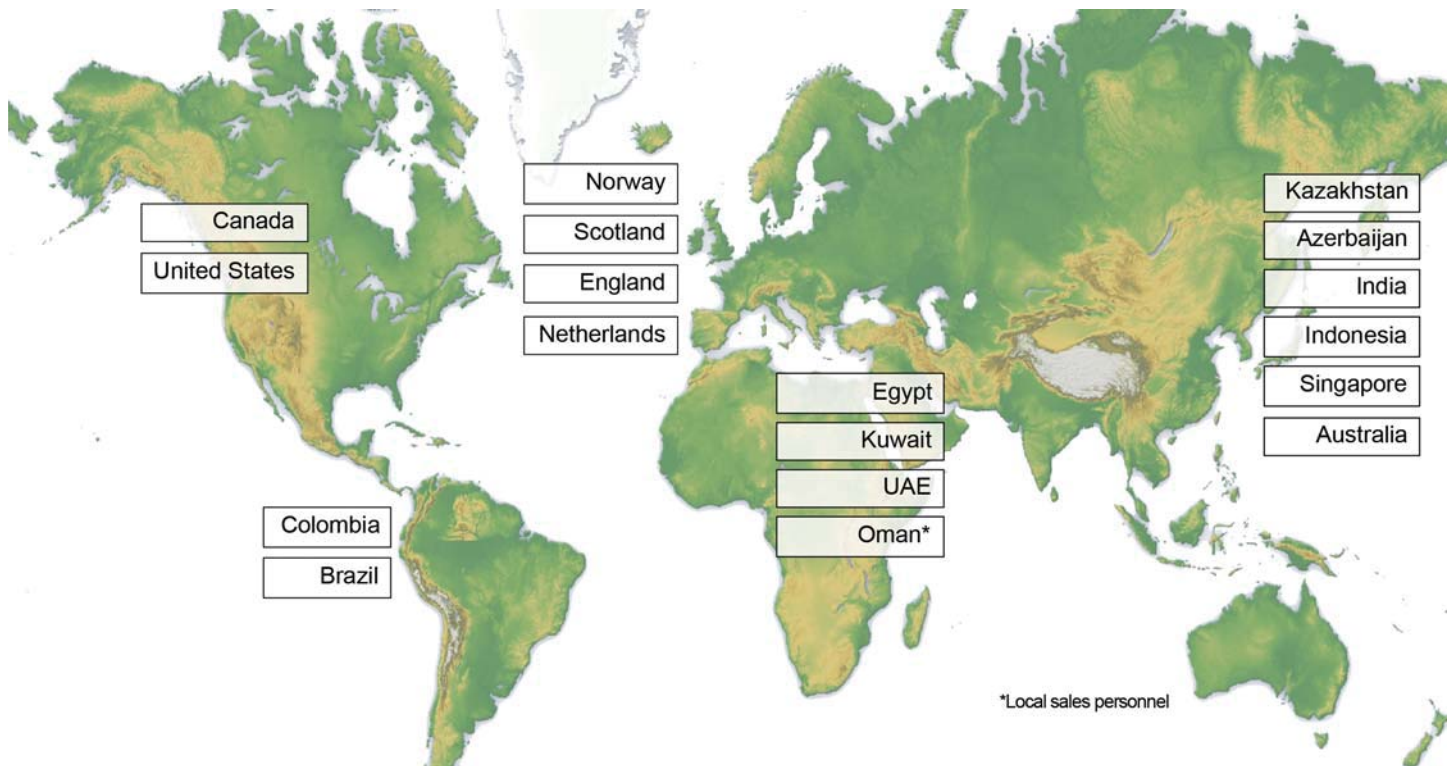 Canada
United States
Norway
Scotland
England
Netherlands
Kazakhstan
Azerbaijan
India
Indonesia
Singapore
Australia
Egypt
Kuwait
UAE
Oman*
Colombia
Brazil
*Local sales personnel